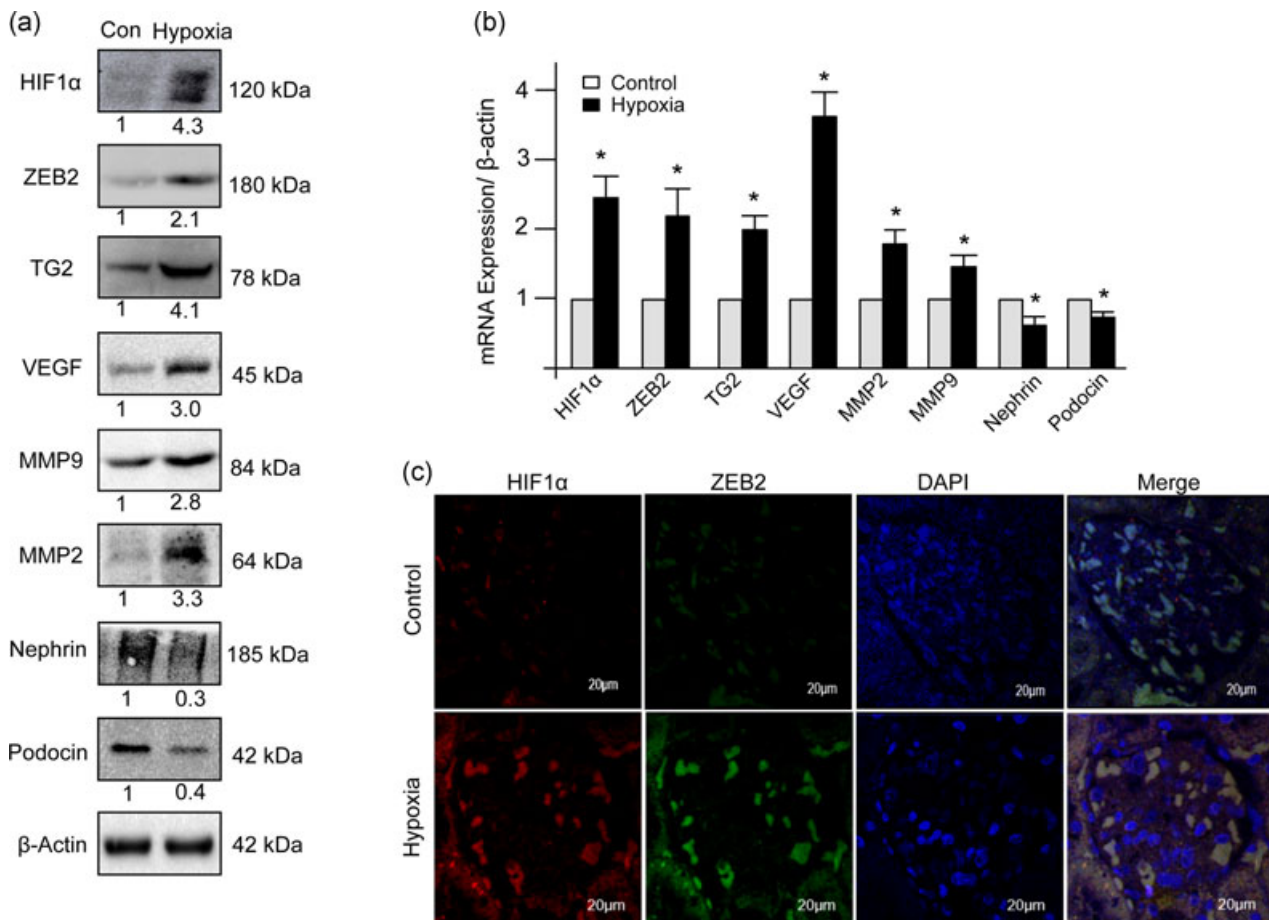 (a)
Con Hypoxia
HIF1α
120 kDa
1 4.3
ZEB2
180 kDa
1 2.1
TG2
78 kDa
1 4.1
VEGF
45 kDa
1 3.0
MMP9
84 kDa
1 2.8
MMP2
64 kDa
1 3.3
Nephrin
185 kDa
1 0.3
Podocin
42 kDa
1 0.4
β-Actin
42 kDa
(b)
mRNA Expression/ β-actin
4
3
2
1
Control
Hypoxia
* * * * * * * *
HIF1α
ZEB2
TG2
VEGF
MMP2
MMP9
Nephrin
Podocin
(c)
HIF1α ZEB2 DAPI Merge
Control
20µm 20µm 20µm 20µm
Hypoxia
20µm 20µm 20µm 20µm